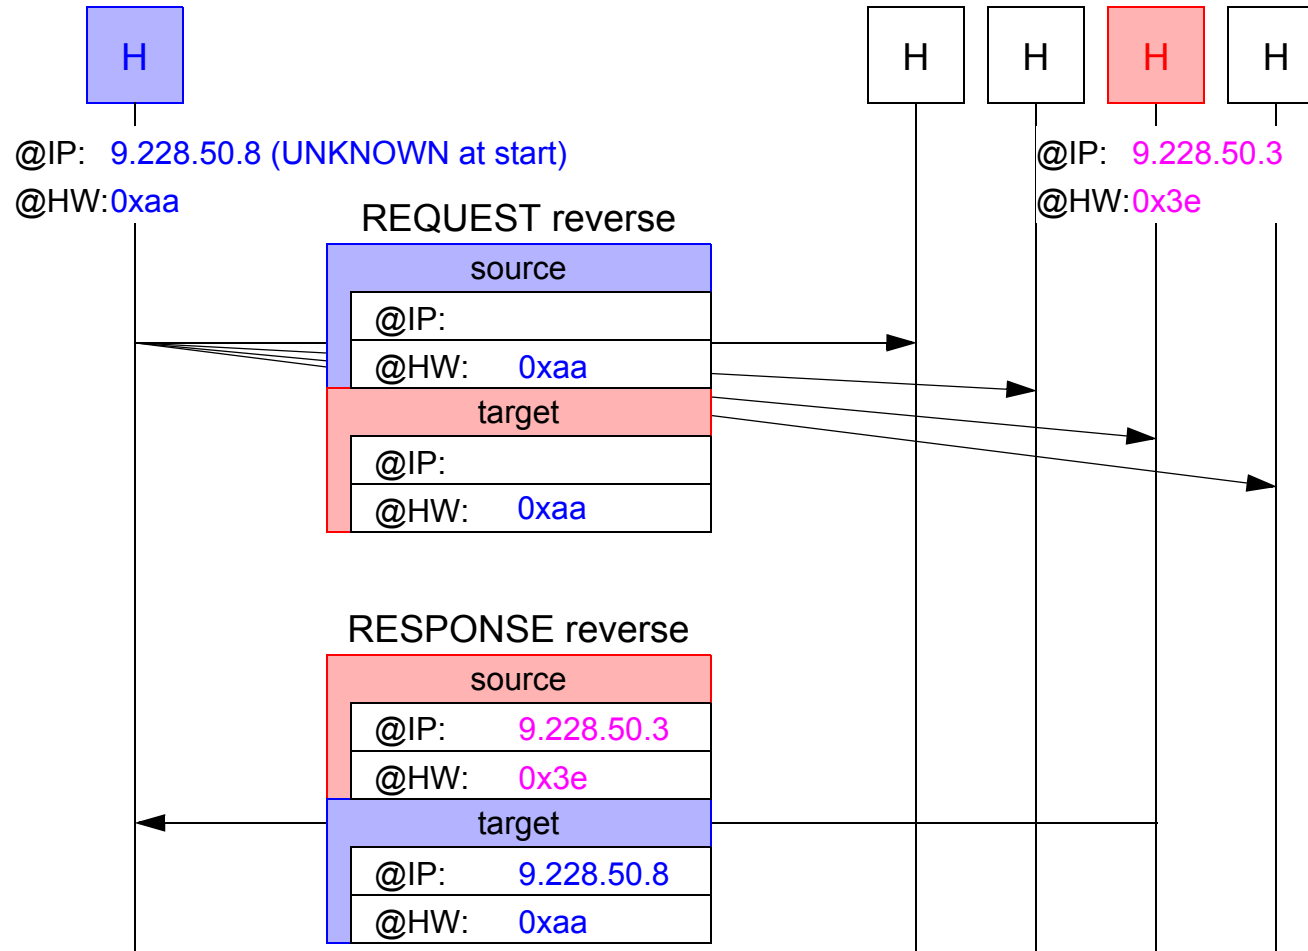 H H H H H
@IP: 9.228.50.8 (UNKNOWN at start) @IP: 9.228.50.3
@HW:0xaa @HW:0x3e
REQUEST reverse
source
@IP:
@HW: 0xaa
target
@IP:
@HW: 0xaa
RESPONSE reverse
source
@IP: 9.228.50.3
@HW: 0x3e
target
@IP: 9.228.50.8
@HW: 0xaa